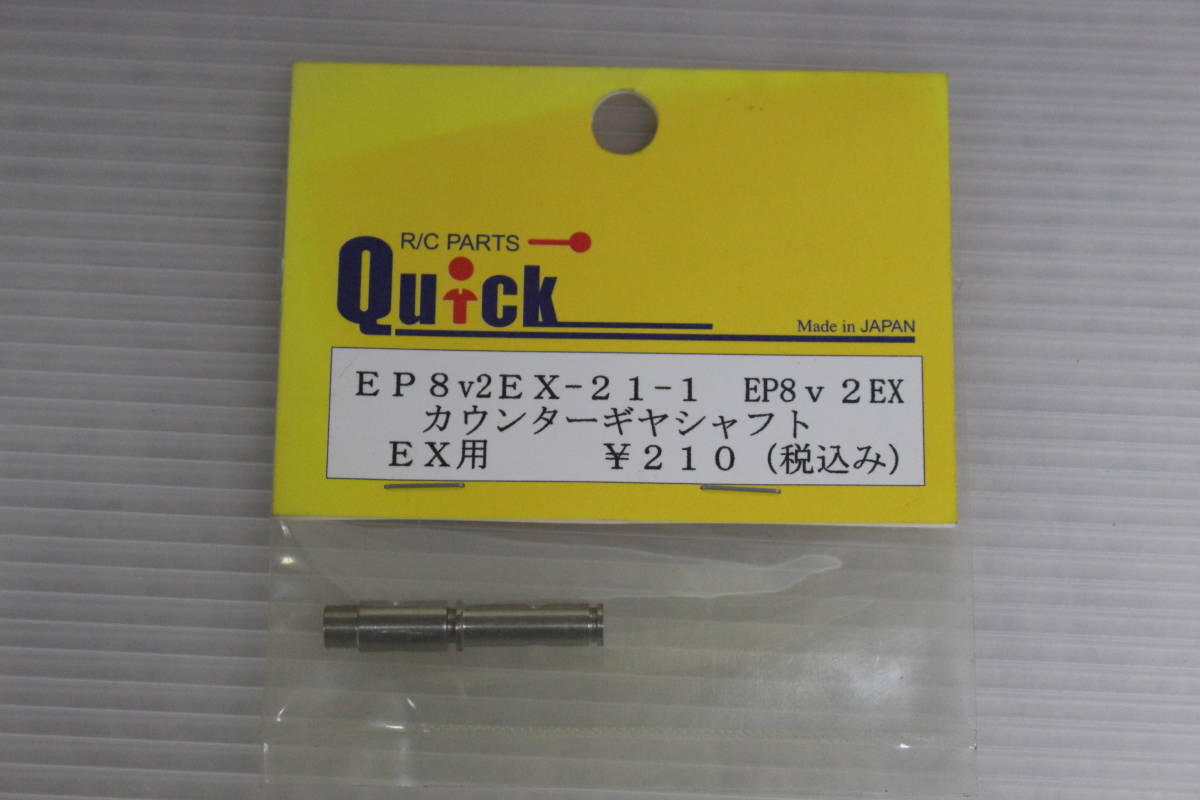 R/C PARTS
Quick
Made in JAPAN
EP8v2EX-21-1 EP8v2EX
カウンターギヤシャフト
EX用 ¥210(税込み)